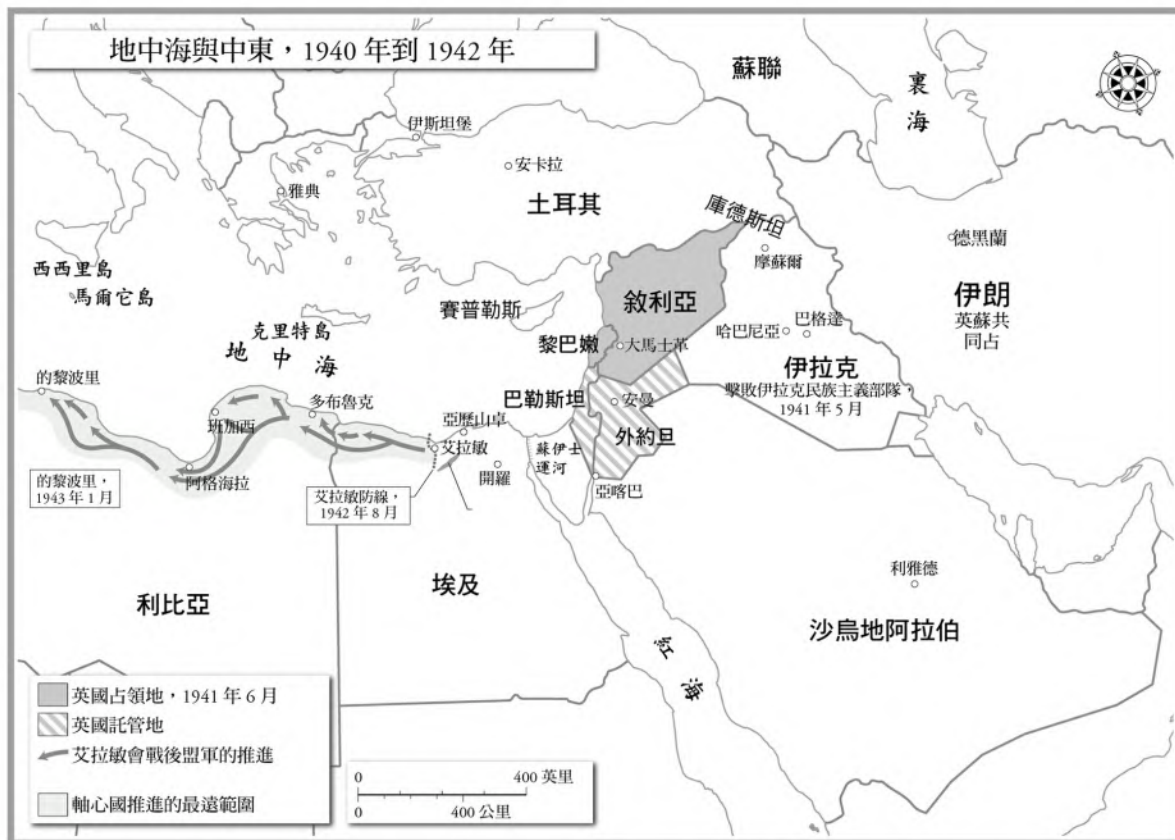 地中海與中東，1940 年到 1942 年
蘇聯
裏海
伊斯坦堡
安卡拉
雅典
土耳其
庫德斯坦
摩蘇爾
德黑蘭
西西里島
馬爾它島
賽普勒斯
敘利亞
伊朗
英蘇共
同占
克里特島
地中海
黎巴嫩
大馬士革
哈巴尼亞
巴格達
伊拉克
擊敗伊拉克民族主義部隊，
1941 年 5 月
的黎波里
班加西
多布魯克
亞歷山卓
巴勒斯坦
安曼
外約旦
艾拉敏
蘇伊士
運河
開羅
亞喀巴
阿格海拉
的黎波里，
1943 年 1 月
艾拉敏防線，
1942 年 8 月
利比亞
埃及
利雅德
沙烏地阿拉伯
紅海
英國占領地，1941 年 6 月
英國託管地
艾拉敏會戰後盟軍的推進
軸心國推進的最遠範圍
0 400 英里
0 400 公里